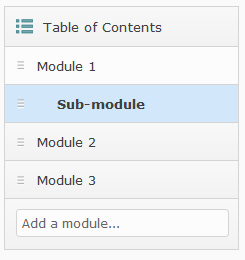 Table of Contents
Module 1
Sub-module
Module 2
Module 3
Add a module...